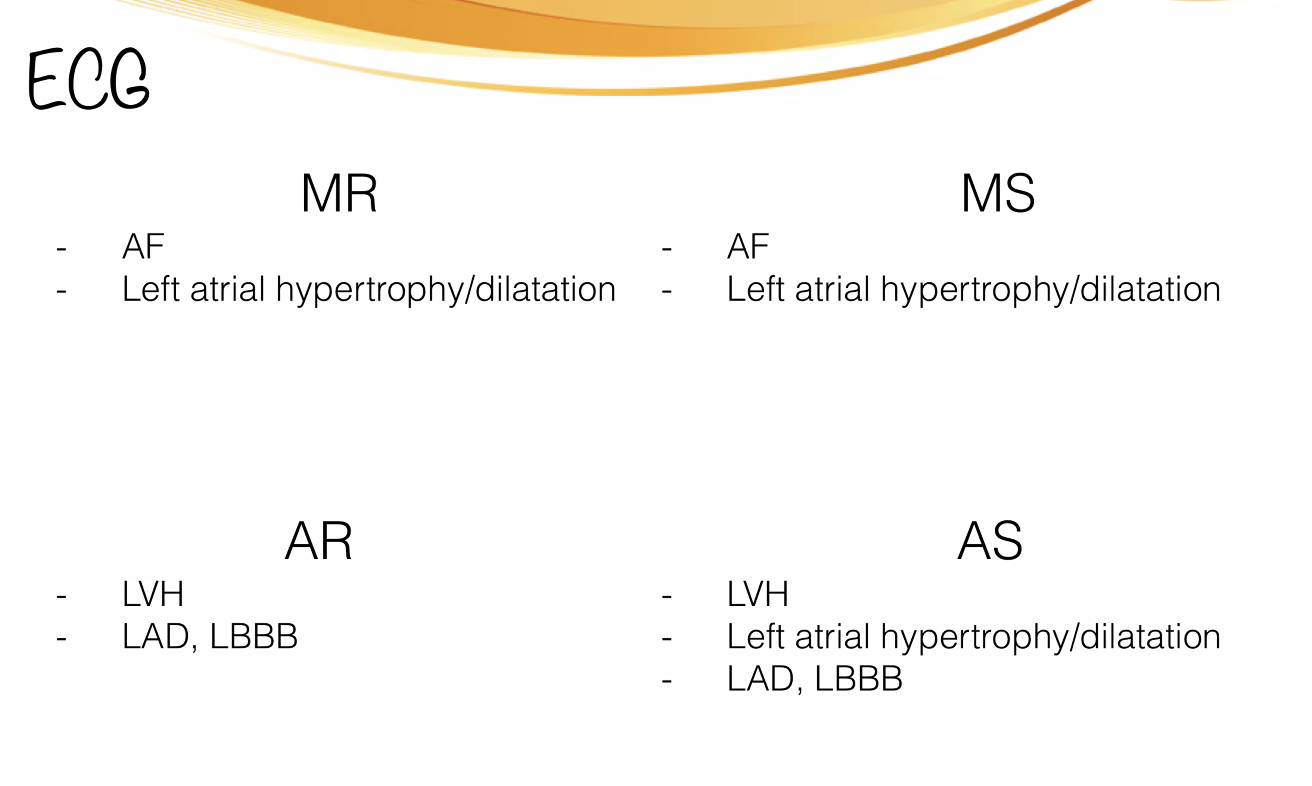 ECG
MR
- AF
- Left atrial hypertrophy/dilatation
MS
- AF
- Left atrial hypertrophy/dilatation
AR
- LVH
- LAD, LBBB
AS
- LVH
- Left atrial hypertrophy/dilatation
- LAD, LBBB